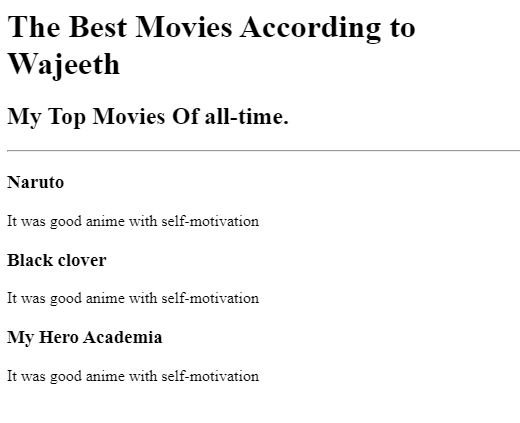 The Best Movies According to
Wajeeth
My Top Movies Of all-time.
Naruto
It was good anime with self-motivation
Black clover
It was good anime with self-motivation
My Hero Academia
It was good anime with self-motivation